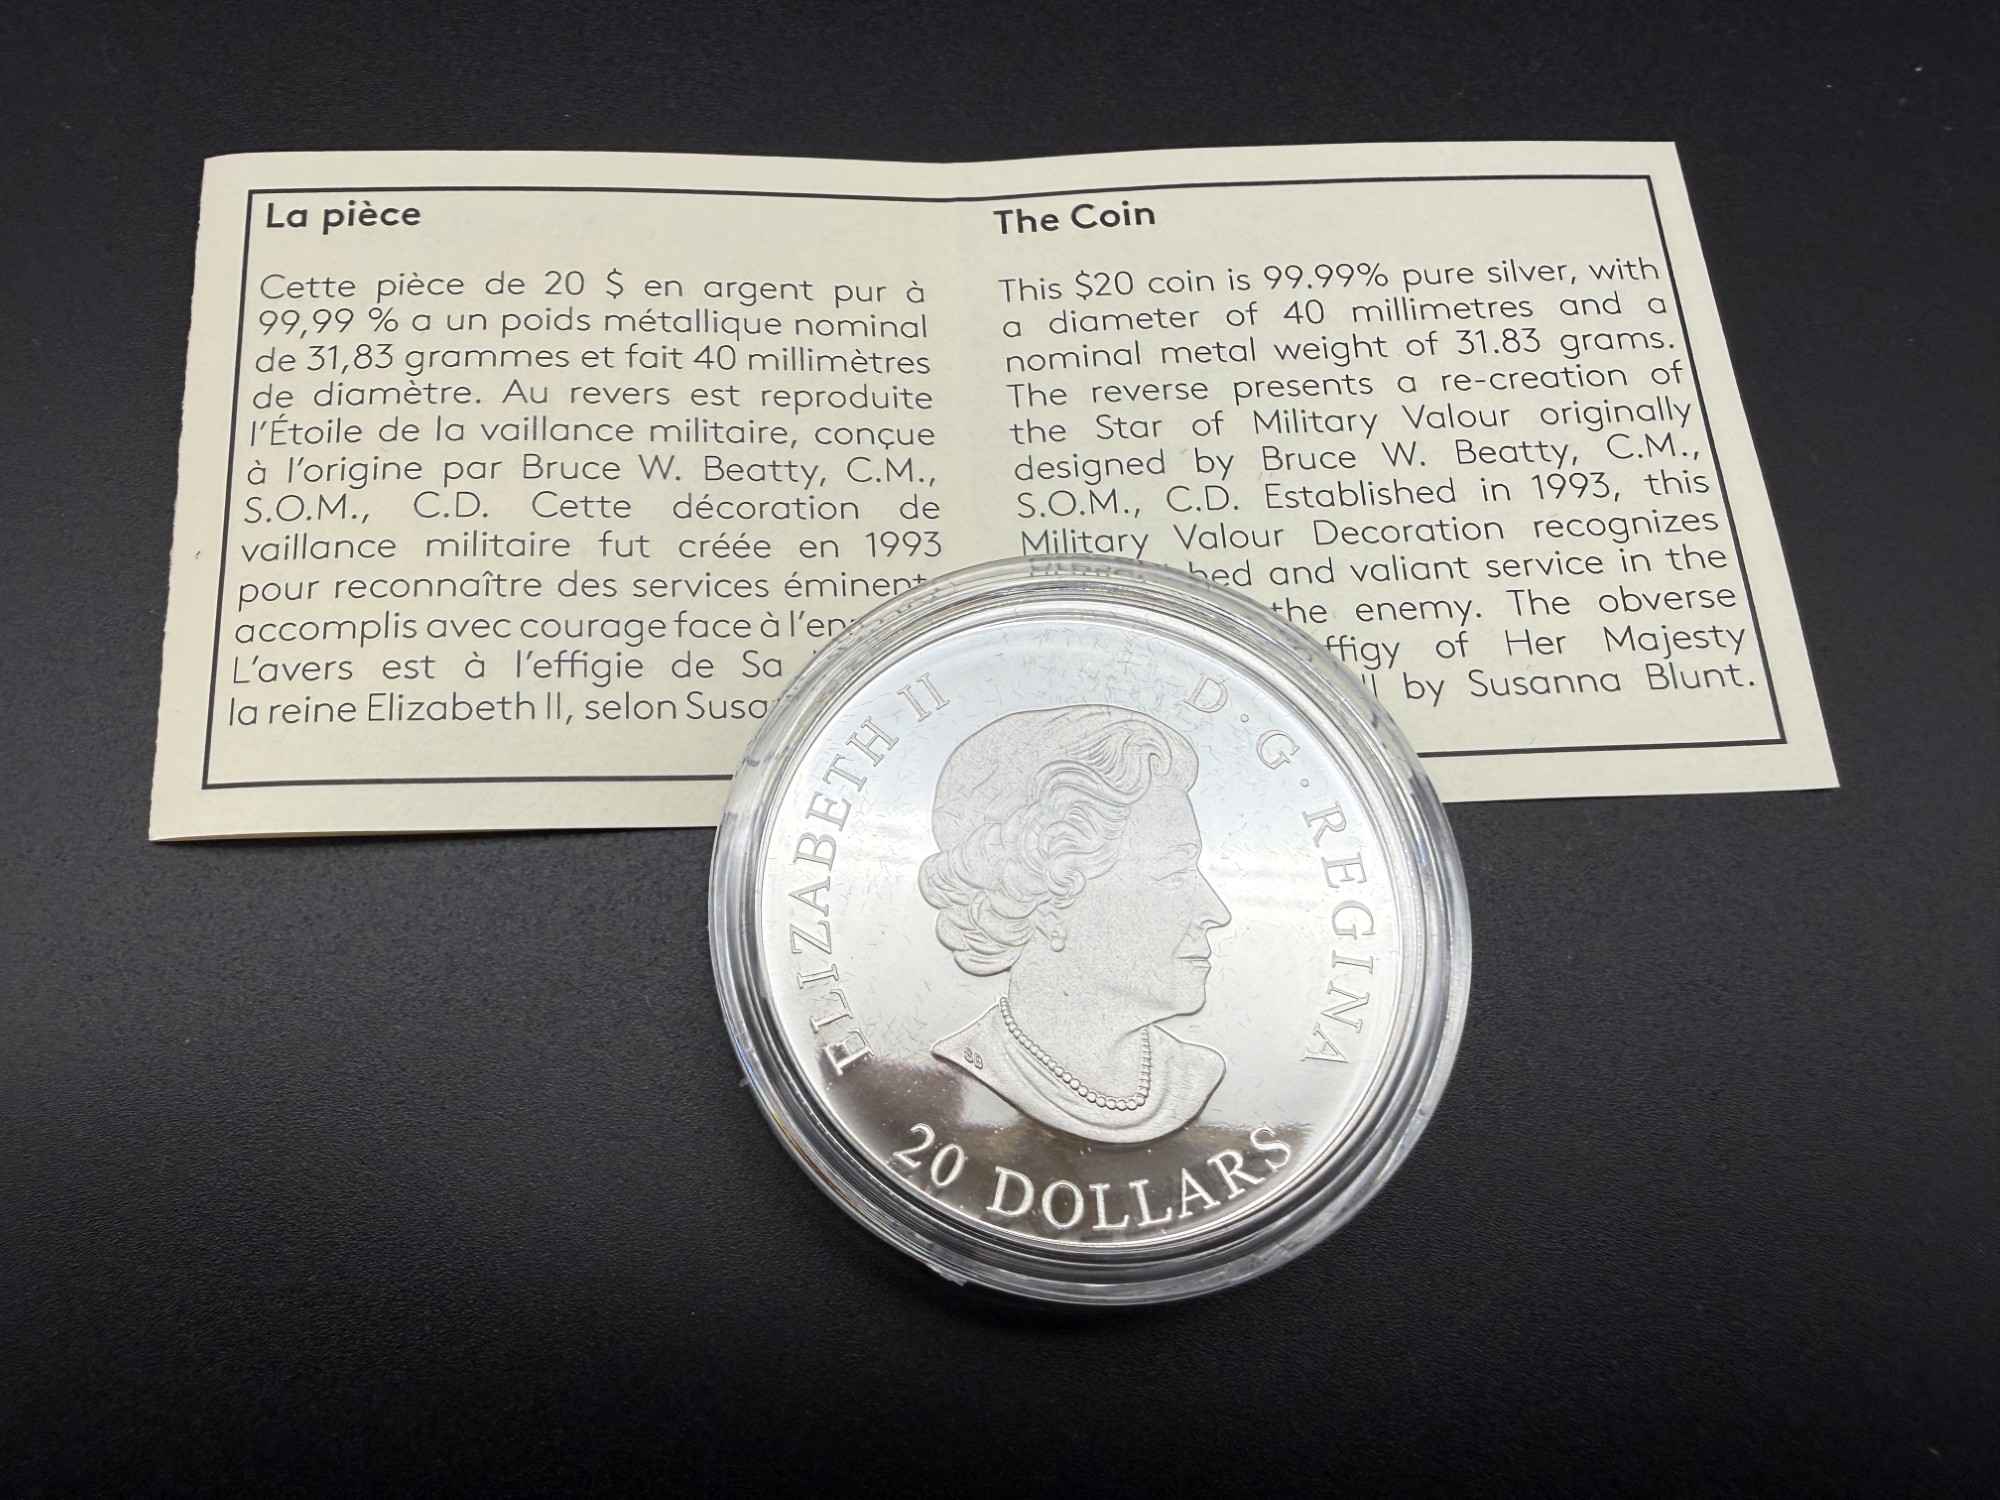 La pièce
Cette pièce de 20 $ en argent pur à
99,99 % a un poids métallique nominal
de 31,83 grammes et fait 40 millimètres
de diamètre. Au revers est reproduite
l'Étoile de la vaillance militaire, conçue
à l'origine par Bruce W. Beatty, C.M.,
S.O.M., C.D. Cette décoration de
vaillance militaire fut créée en 1993
pour reconnaître des services
accomplis avec courage face à
L'avers est à l'effigie de Sa
la reine Elizabeth II, selon
The Coin
This $20 coin is 99.99% pure silver, with
a diameter of 40 millimetres and a
nominal metal weight of 31.83 grams.
The reverse presents a re-creation of
the Star of Military Valour originally
designed by Bruce W. Beatty, C.M.,
S.O.M., C.D. Established in 1993, this
Military Valour Decoration recognizes
and valiant service in the
the enemy. The obverse
of Her Majesty
by Susanna Blunt.
ELIZABETH II D·G·REGINA
SB
20 DOLLARS